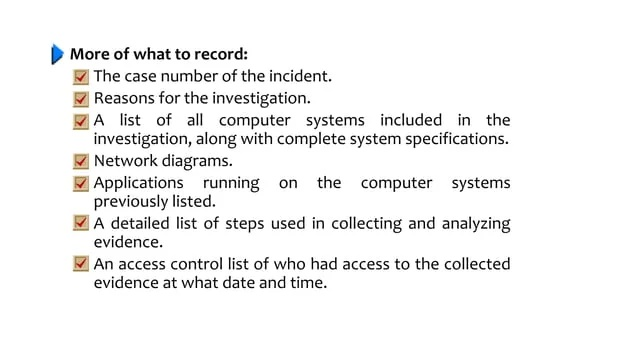 More of what to record:
The case number of the incident.
Reasons for the investigation.
A list of all computer systems included in the
investigation, along with complete system specifications.
Network diagrams.
Applications running on the computer systems
previously listed.
A detailed list of steps used in collecting and analyzing
evidence.
An access control list of who had access to the collected
evidence at what date and time.